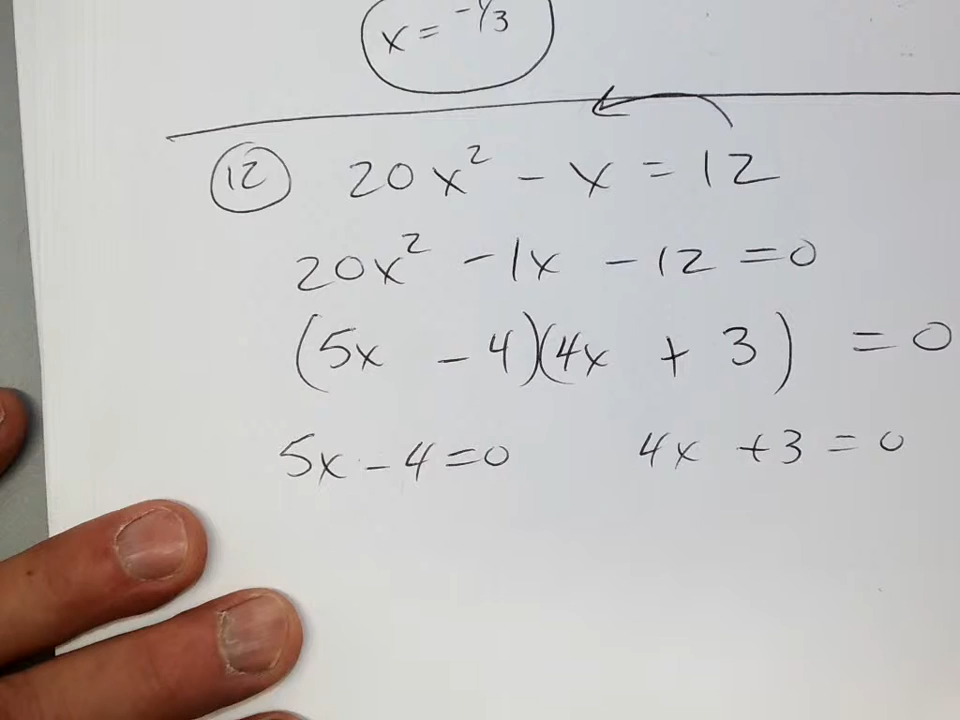 x = -1/3
12 20x² - x = 12
20x² - 1x - 12 = 0
(5x - 4)(4x + 3) = 0
5x - 4 = 0 4x + 3 = 0